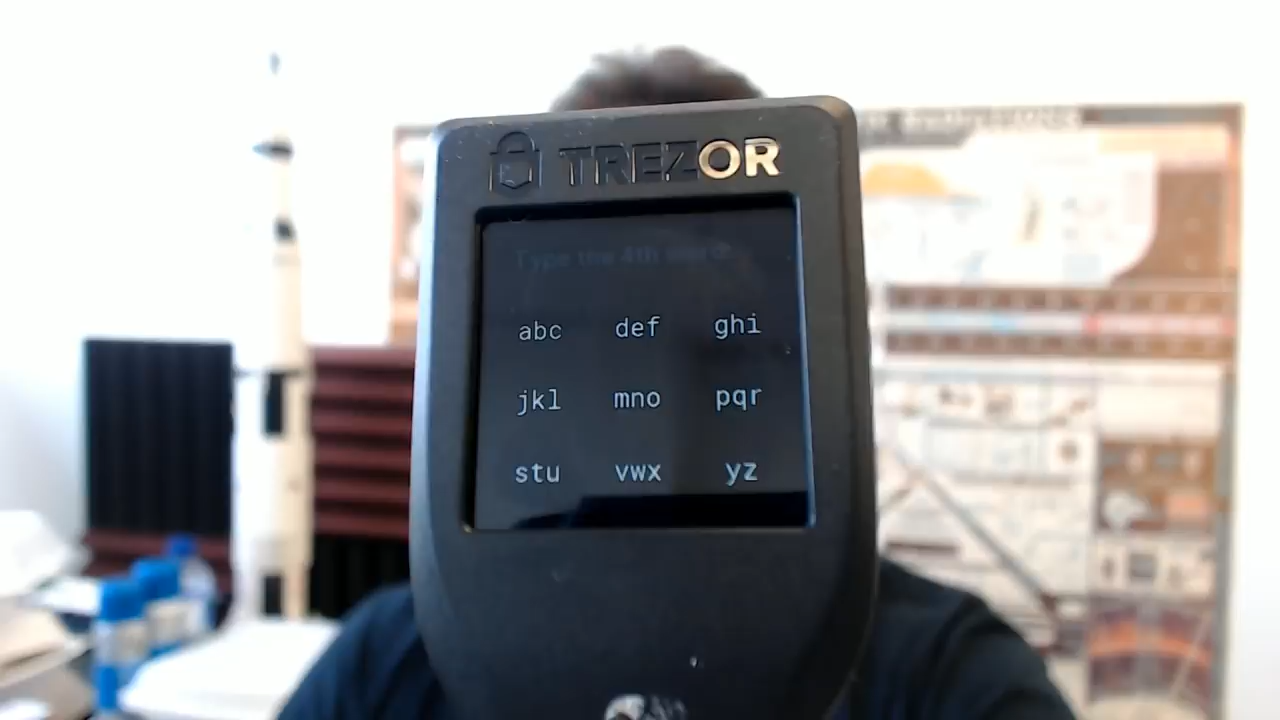 TREZOR
Type the 4th word
abc def ghi
jkl mno pqr
stu vwx yz